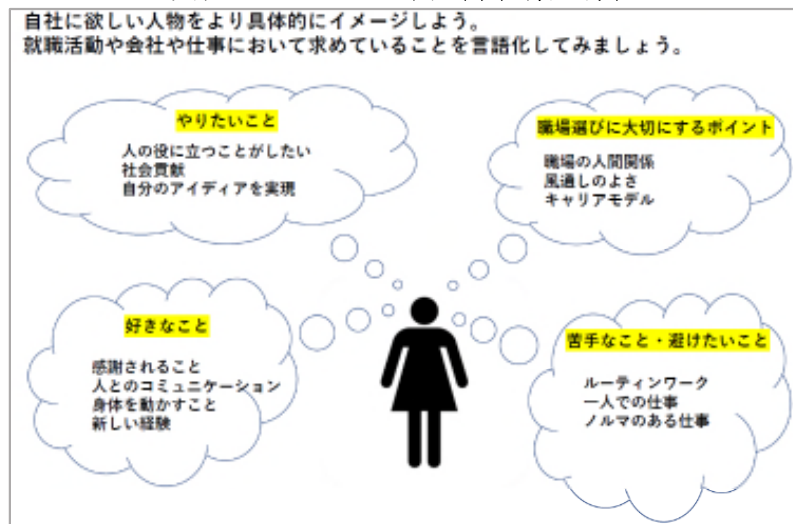 自社に欲しい人物をより具体的にイメージしよう。
就職活動や会社や仕事において求めていることを言語化してみましょう。
やりたいこと
人の役に立つことがしたい
社会貢献
自分のアイディアを実現
職場選びに大切にするポイント
職場の人間関係
風通しのよさ
キャリアモデル
好きなこと
感謝されること
人とのコミュニケーション
身体を動かすこと
新しい経験
苦手なこと・避けたいこと
ルーティンワーク
一人での仕事
ノルマのある仕事